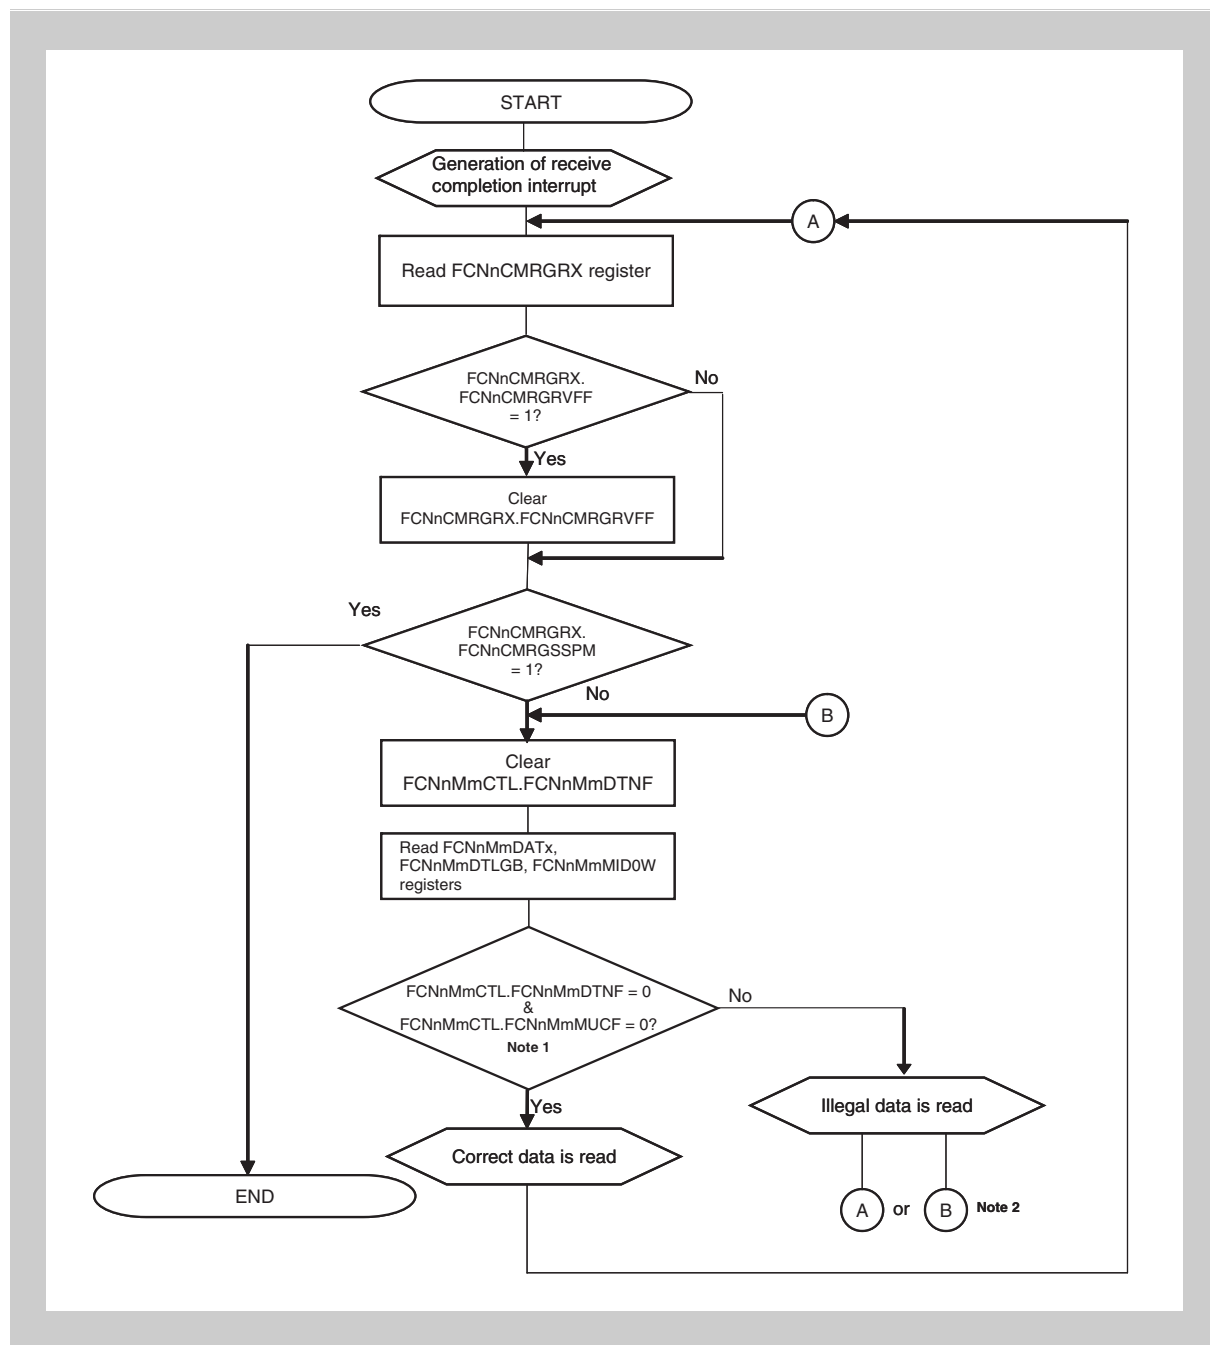 START
Generation of receive
completion interrupt
A
Read FCNnCMRGRX register
FCNnCMRGRX.
FCNnCMRGRVFF
= 1?
No
Yes
Clear
FCNnCMRGRX.FCNnCMRGRVFF
Yes
FCNnCMRGRX.
FCNnCMRGSSPM
= 1?
No
B
Clear
FCNnMmCTL.FCNnMmDTNF
Read FCNnMmDATx,
FCNnMmDTLGB, FCNnMmMID0W
registers
FCNnMmCTL.FCNnMmDTNF = 0
&
FCNnMmCTL.FCNnMmMUCF = 0?
Note 1
No
Yes
Illegal data is read
Correct data is read
END
A or B Note 2